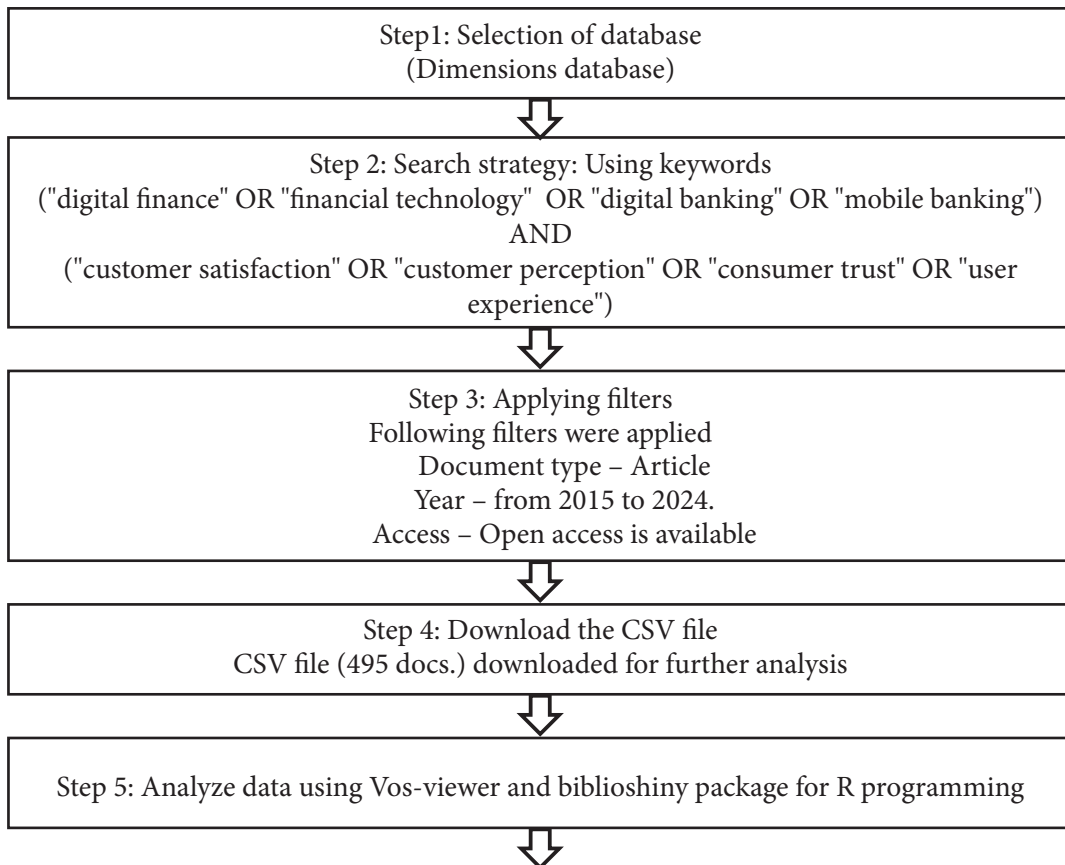 Step1: Selection of database
(Dimensions database)
Step 2: Search strategy: Using keywords
("digital finance" OR "financial technology" OR "digital banking" OR "mobile banking")
AND
("customer satisfaction" OR "customer perception" OR "consumer trust" OR "user
experience")
Step 3: Applying filters
Following filters were applied
Document type – Article
Year – from 2015 to 2024.
Access – Open access is available
Step 4: Download the CSV file
CSV file (495 docs.) downloaded for further analysis
Step 5: Analyze data using Vos-viewer and biblioshiny package for R programming